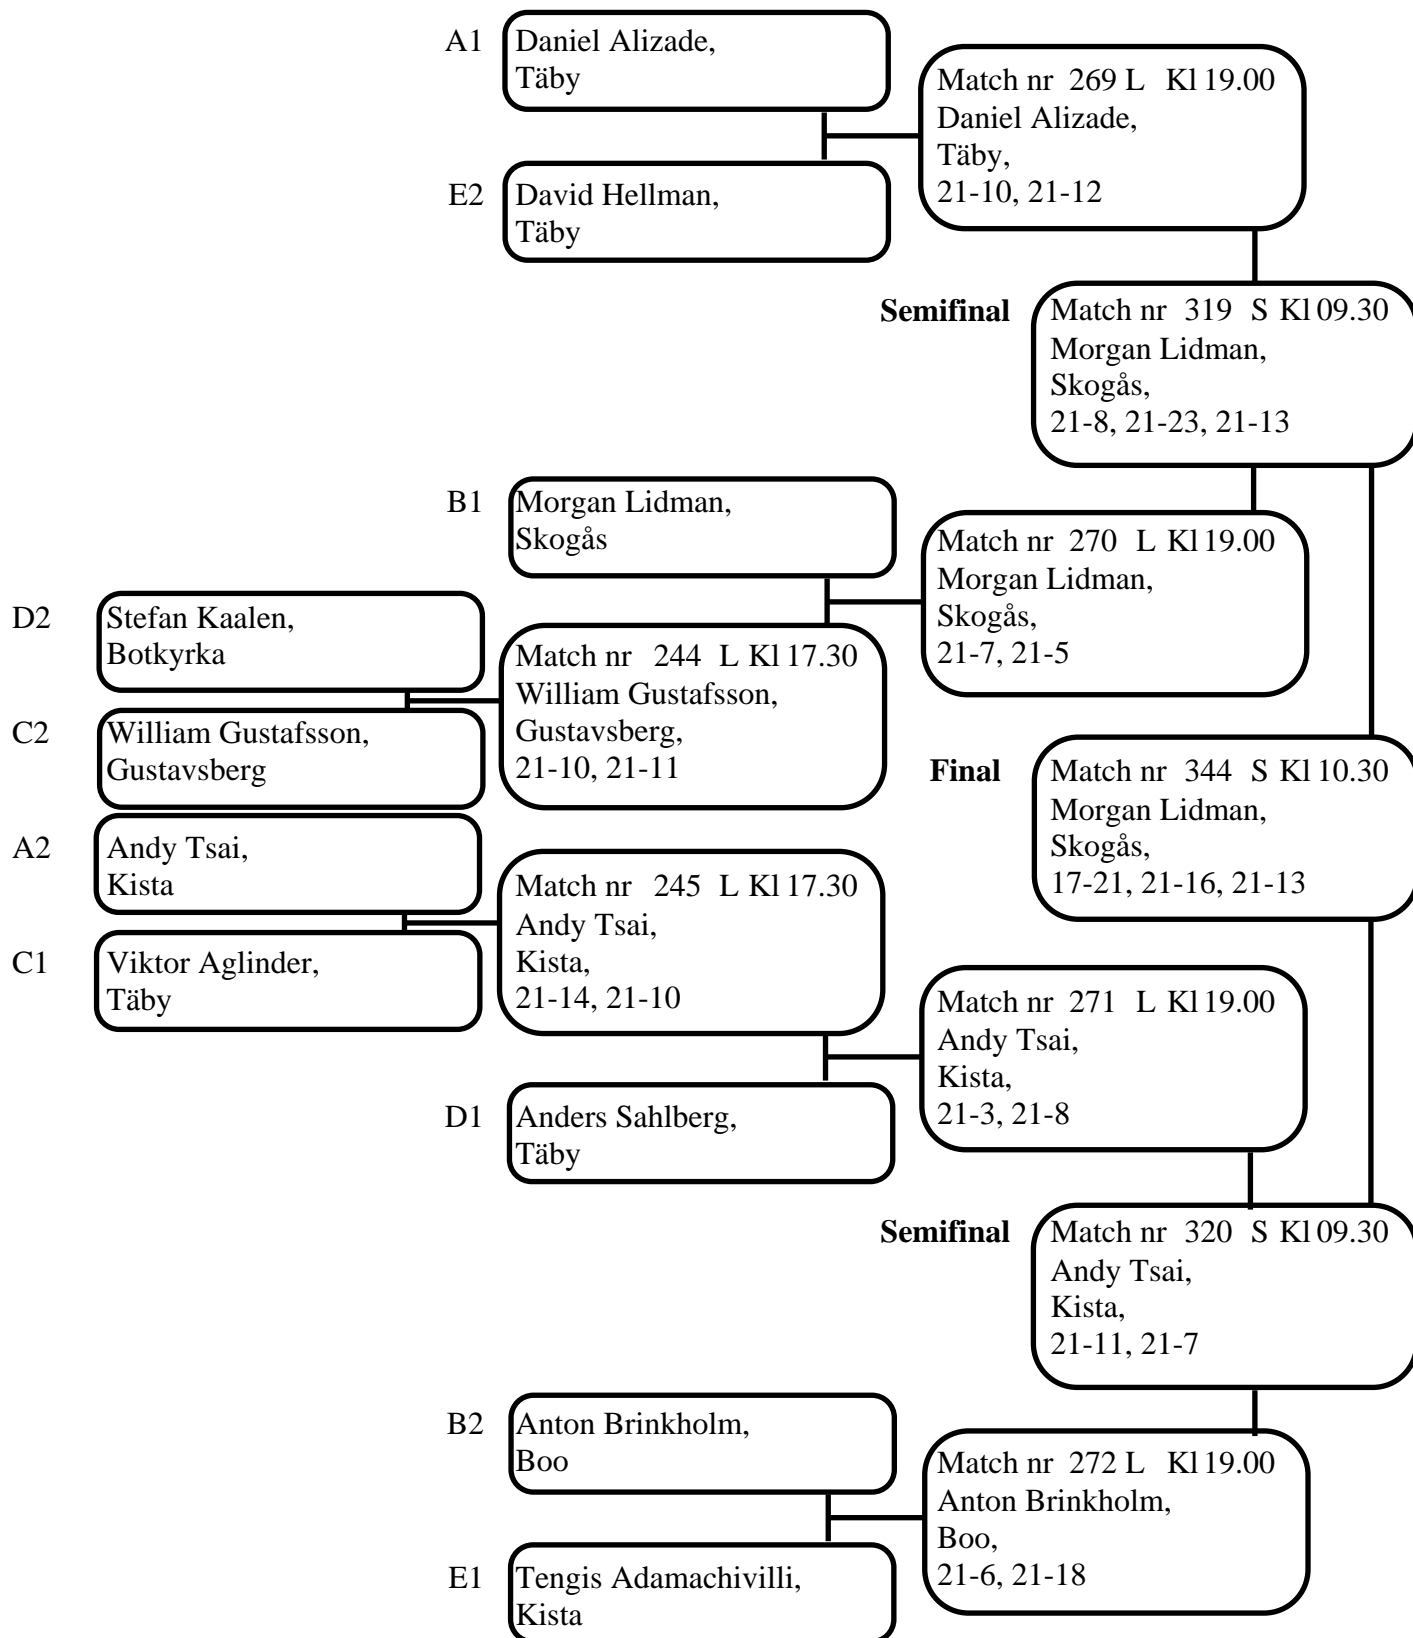 A1 Daniel Alizade,
Täby
Match nr 269 L Kl 19.00
Daniel Alizade,
Täby,
21-10, 21-12
E2 David Hellman,
Täby
Semifinal Match nr 319 S Kl 09.30
Morgan Lidman,
Skogås,
21-8, 21-23, 21-13
B1 Morgan Lidman,
Skogås
Match nr 270 L Kl 19.00
Morgan Lidman,
Skogås,
21-7, 21-5
D2 Stefan Kaalen,
Botkyrka
Match nr 244 L Kl 17.30
William Gustafsson,
Gustavsberg,
21-10, 21-11
C2 William Gustafsson,
Gustavsberg
Final Match nr 344 S Kl 10.30
Morgan Lidman,
Skogås,
17-21, 21-16, 21-13
A2 Andy Tsai,
Kista
Match nr 245 L Kl 17.30
Andy Tsai,
Kista,
21-14, 21-10
C1 Viktor Aglinder,
Täby
Match nr 271 L Kl 19.00
Andy Tsai,
Kista,
21-3, 21-8
D1 Anders Sahlberg,
Täby
Semifinal Match nr 320 S Kl 09.30
Andy Tsai,
Kista,
21-11, 21-7
B2 Anton Brinkholm,
Boo
Match nr 272 L Kl 19.00
Anton Brinkholm,
Boo,
21-6, 21-18
E1 Tengis Adamachivilli,
Kista